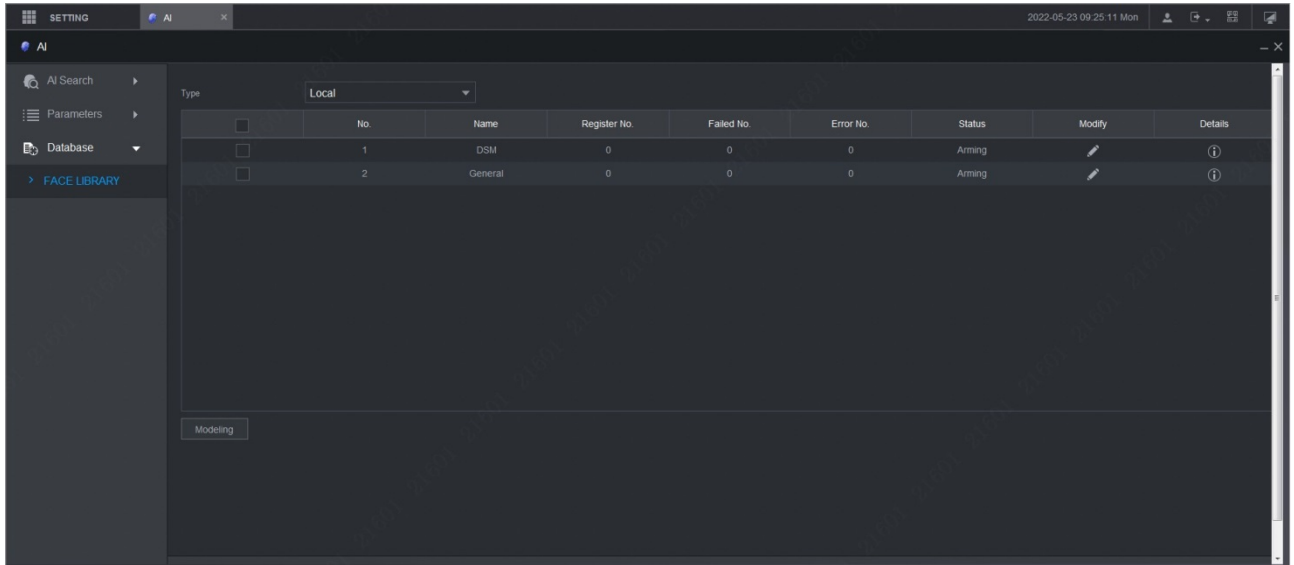 SETTING AI × 2022-05-23 09:25:11 Mon
AI
AI Search
Parameters
Database
FACE LIBRARY
Type Local
No. Name Register No. Failed No. Error No. Status Modify Details
1 DSM 0 0 0 Arming
2 General 0 0 0 Arming
Modeling